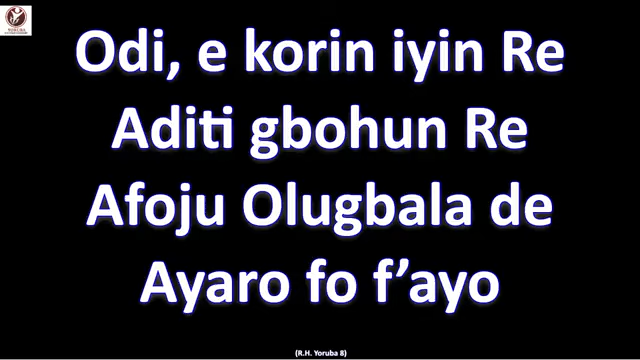 Odi, e korin iyin Re
Aditi gbohun Re
Afoju Olugbala de
Ayaro fo f’ayo
(R.H. Yoruba 8)